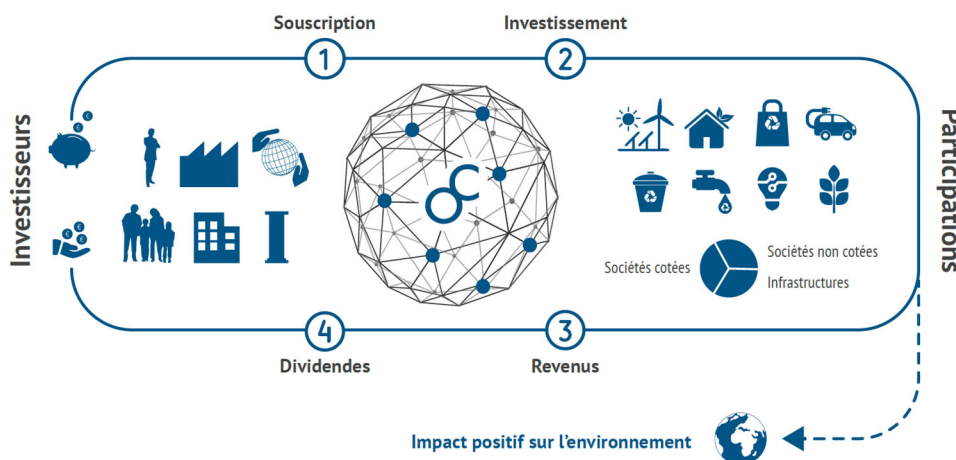 Souscription
Investissement
1
2
Investisseurs
Participations
OC
Sociétés cotées
Sociétés non cotées
Infrastructures
4
3
Dividendes
Revenus
Impact positif sur l'environnement